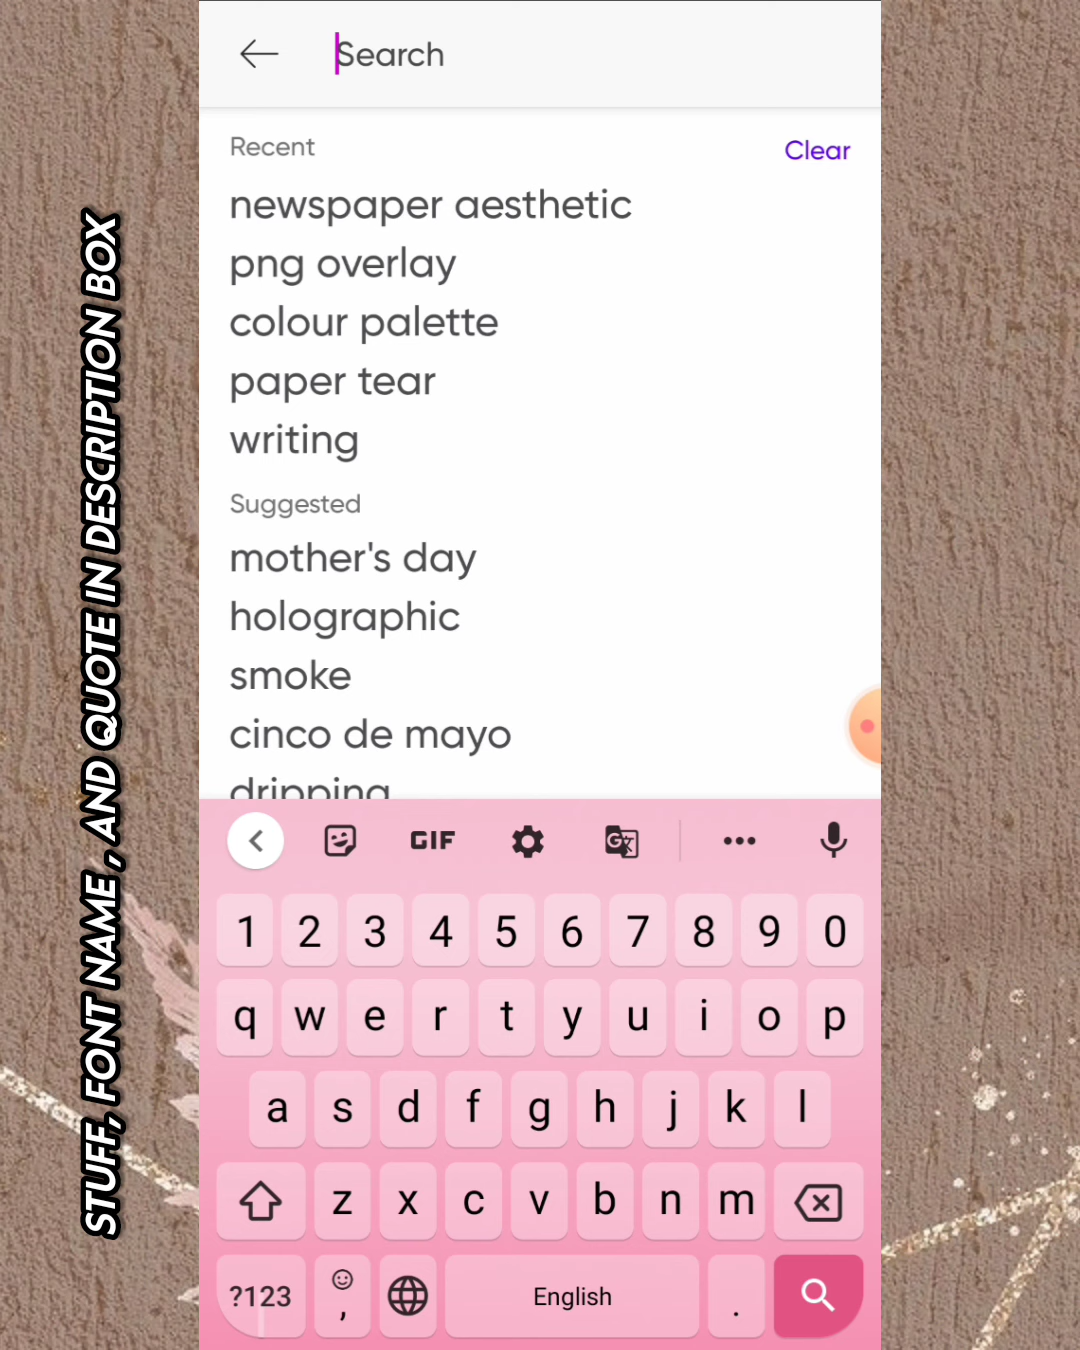 Search
Recent
Clear
newspaper aesthetic
png overlay
colour palette
paper tear
writing
Suggested
mother's day
holographic
smoke
cinco de mayo
dripping
GIF
1 2 3 4 5 6 7 8 9 0
q w e r t y u i o p
a s d f g h j k l
z x c v b n m
?123 , English .
STUFF, FONT NAME, AND QUOTE IN DESCRIPTION BOX